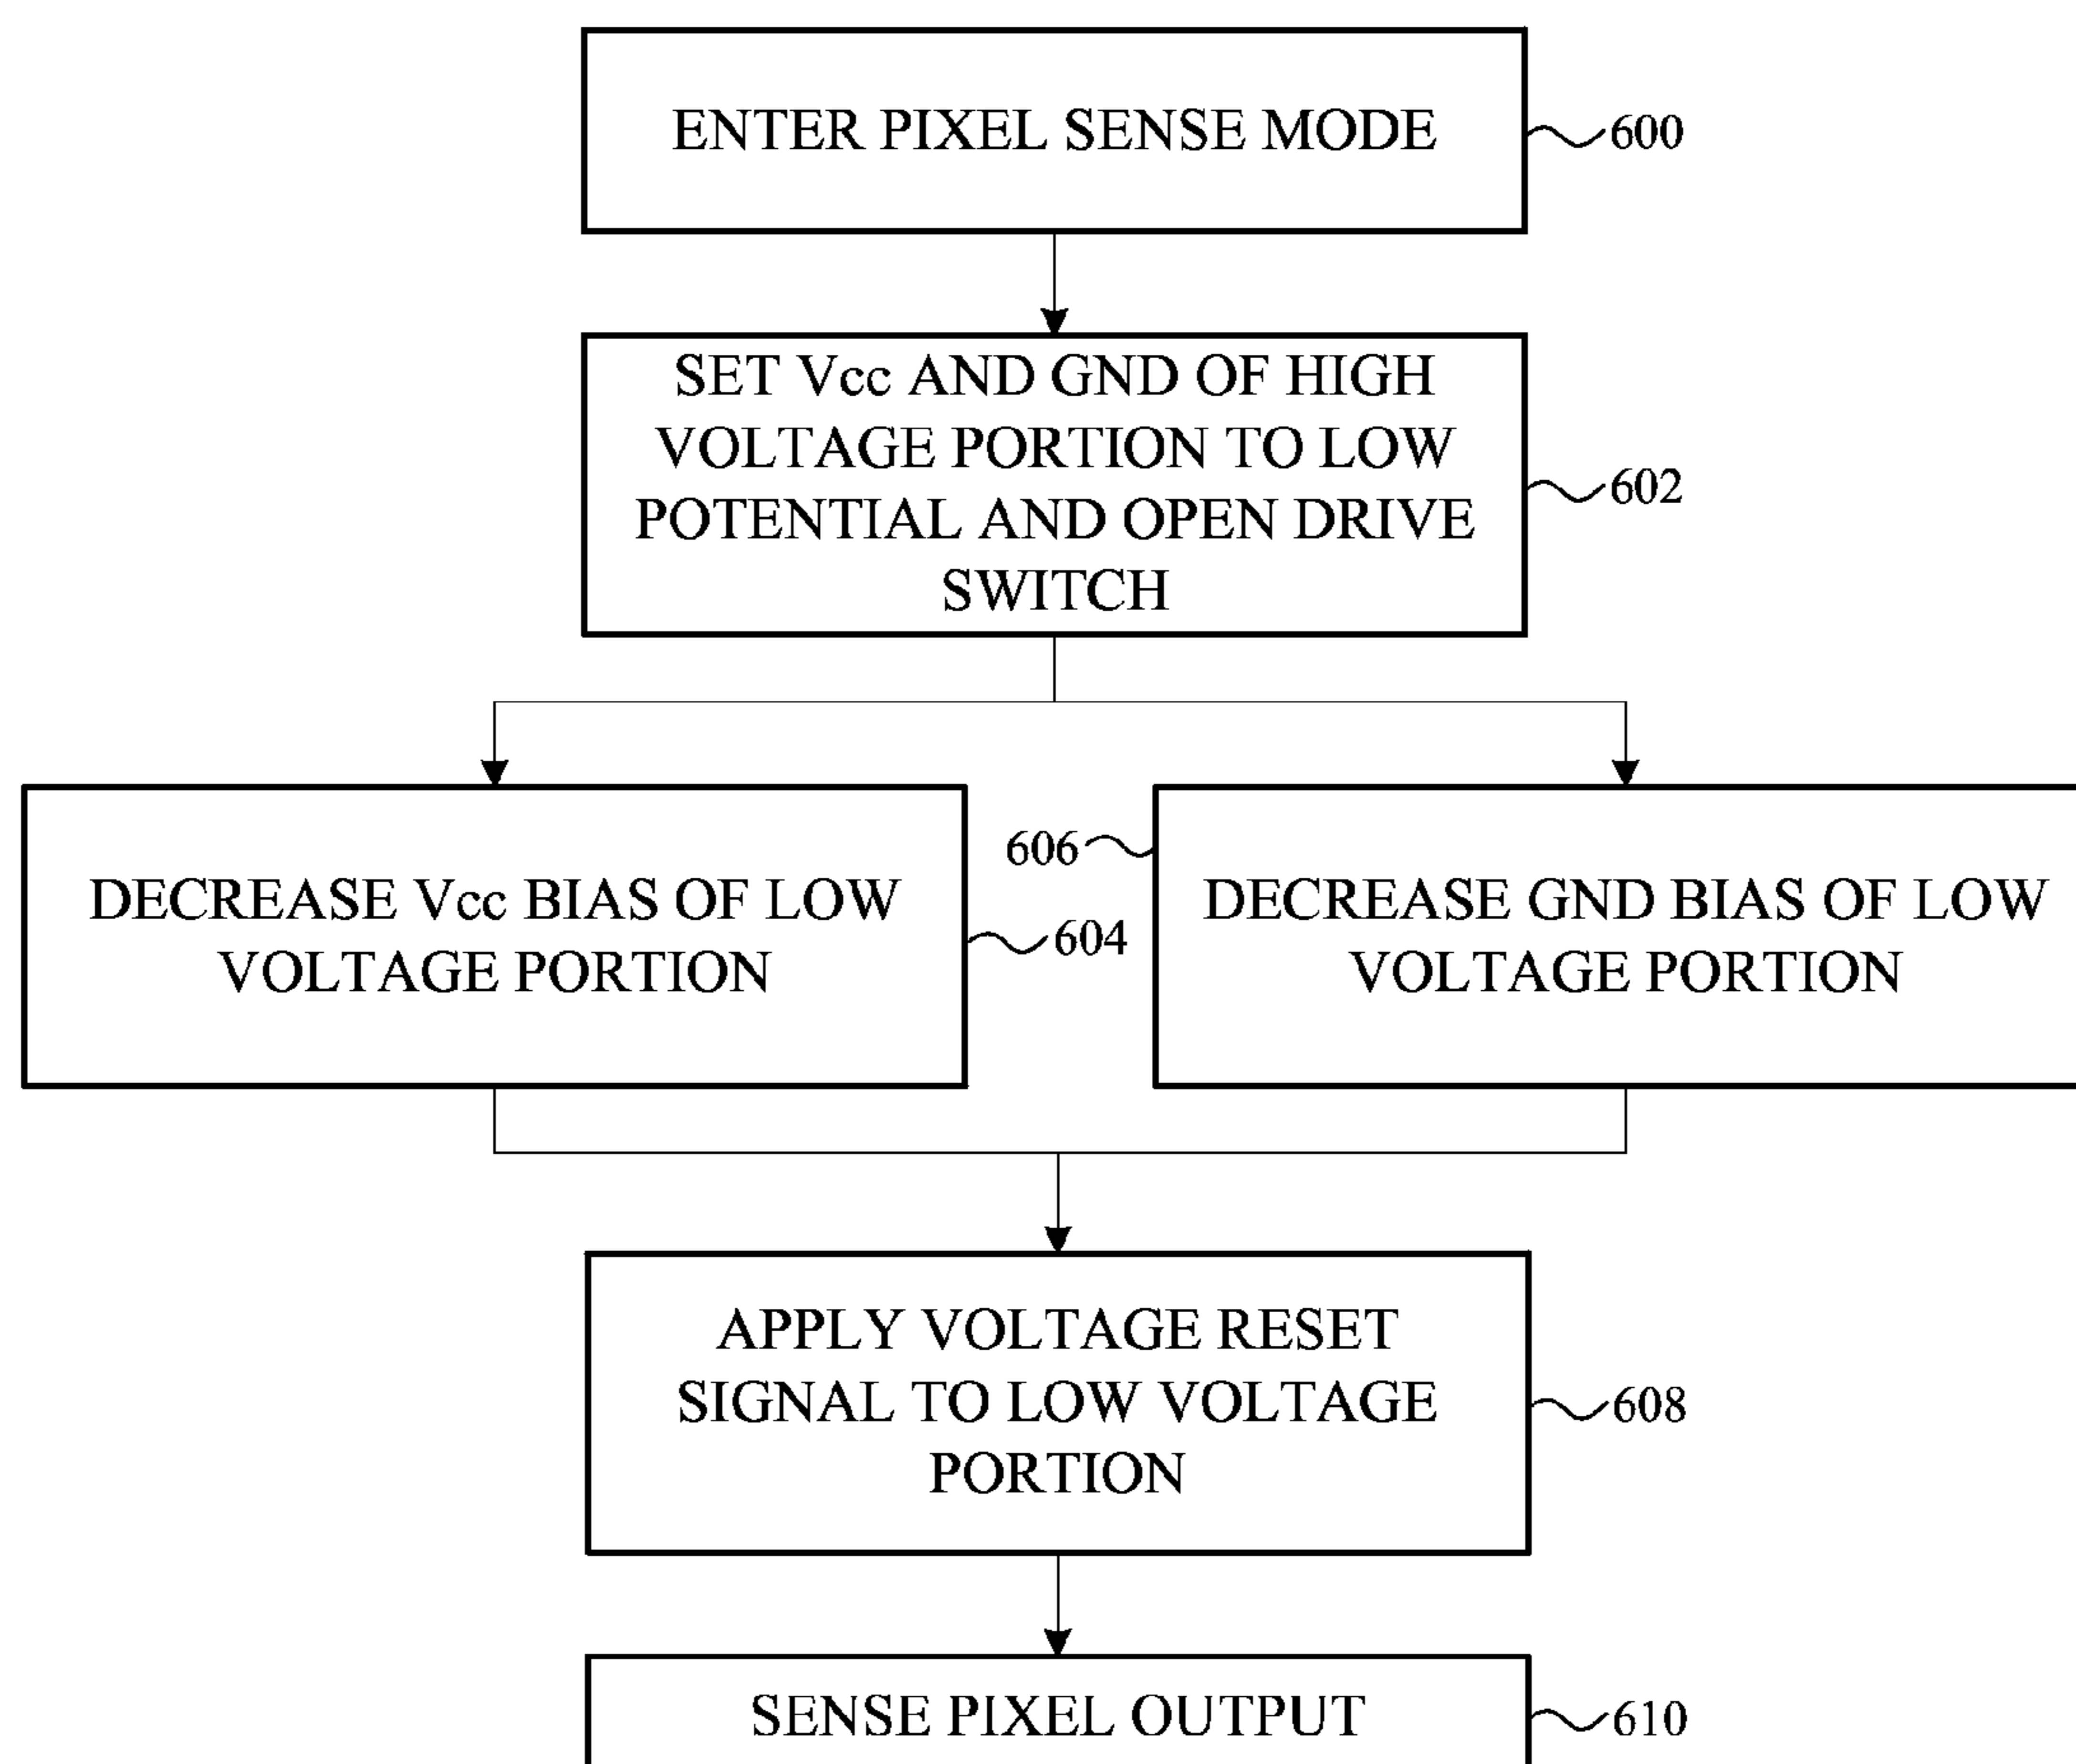 ENTER PIXEL SENSE MODE
600
SET Vcc AND GND OF HIGH
VOLTAGE PORTION TO LOW
POTENTIAL AND OPEN DRIVE
SWITCH
602
DECREASE Vcc BIAS OF LOW
VOLTAGE PORTION
604
606
DECREASE GND BIAS OF LOW
VOLTAGE PORTION
APPLY VOLTAGE RESET
SIGNAL TO LOW VOLTAGE
PORTION
608
SENSE PIXEL OUTPUT
610